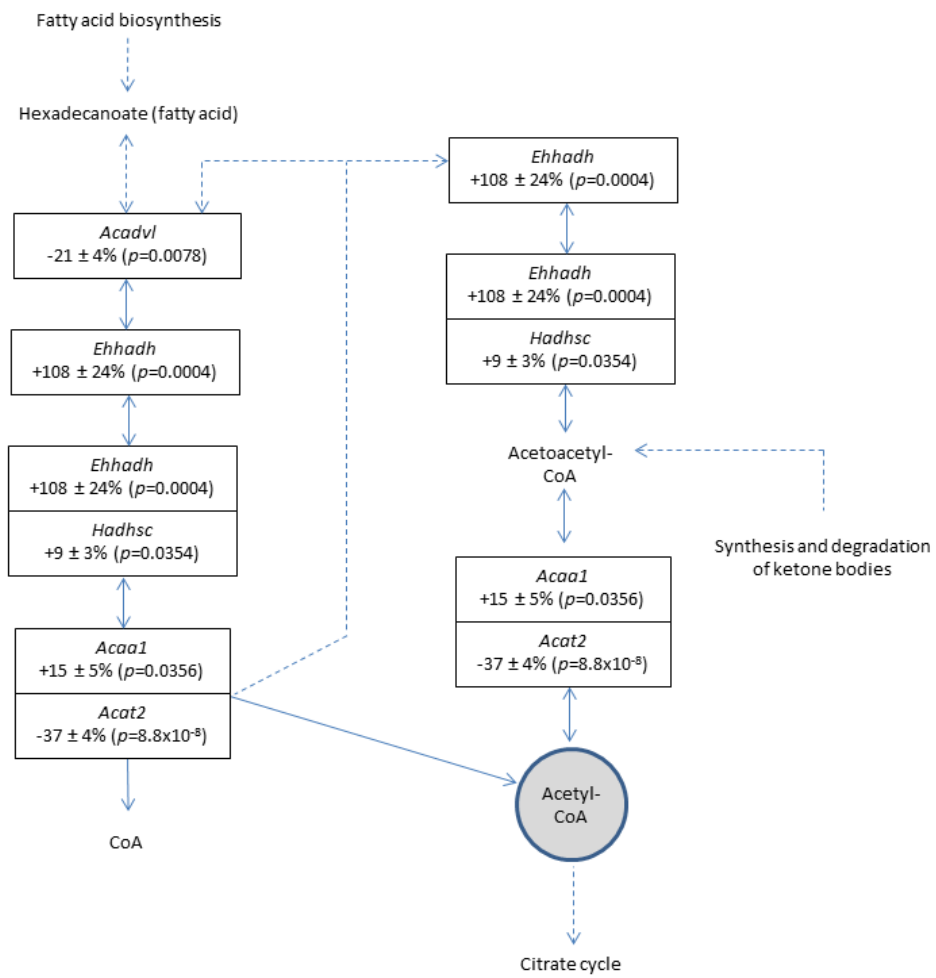 Fatty acid biosynthesis
Hexadecanoate (fatty acid)
Acadvl
-21 ± 4% (p=0.0078)
Ehhadh
+108 ± 24% (p=0.0004)
Ehhadh
+108 ± 24% (p=0.0004)
Hadhsc
+9 ± 3% (p=0.0354)
Acaa1
+15 ± 5% (p=0.0356)
Acat2
-37 ± 4% (p=8.8x10⁻⁸)
CoA
Ehhadh
+108 ± 24% (p=0.0004)
Ehhadh
+108 ± 24% (p=0.0004)
Hadhsc
+9 ± 3% (p=0.0354)
Acetoacetyl-
CoA
Synthesis and degradation
of ketone bodies
Acaa1
+15 ± 5% (p=0.0356)
Acat2
-37 ± 4% (p=8.8x10⁻⁸)
Acetyl-
CoA
Citrate cycle